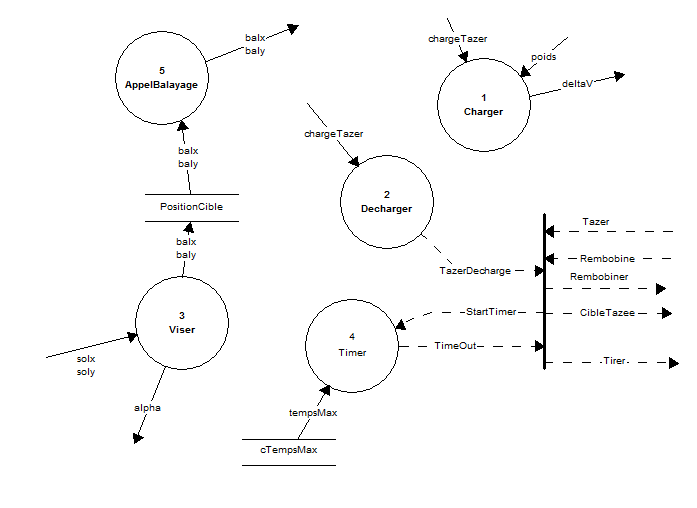 balx
baly
5
AppelBalayage
chargeTazer
poids
1
Charger
deltaV
balx
baly
chargeTazer
PositionCible
2
Decharger
Tazer
balx
baly
TazerDecharge
Rembobine
Rembobiner
3
Viser
StartTimer
CibleTazee
4
Timer
TimeOut
solx
soly
Tirer
alpha
tempsMax
cTempsMax